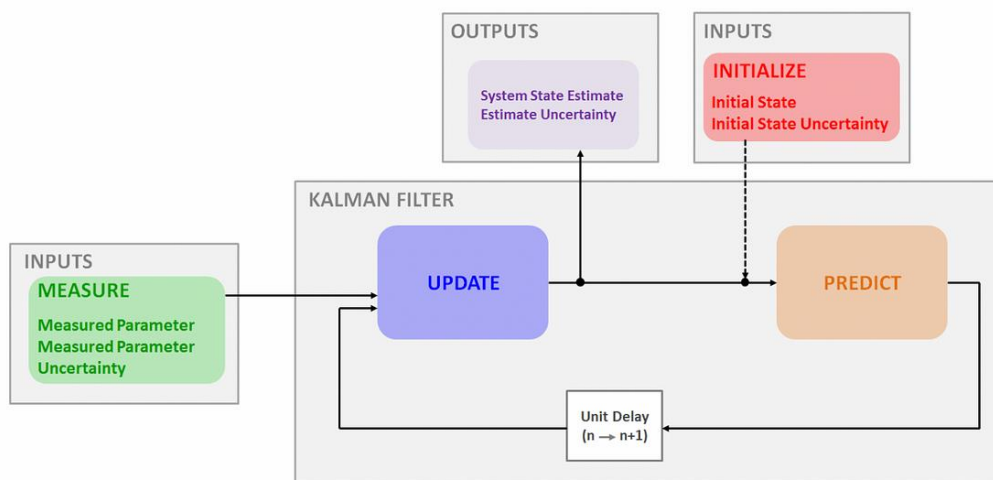 OUTPUTS
System State Estimate
Estimate Uncertainty
INPUTS
INITIALIZE
Initial State
Initial State Uncertainty
KALMAN FILTER
INPUTS
MEASURE
Measured Parameter
Measured Parameter
Uncertainty
UPDATE
PREDICT
Unit Delay
(n → n+1)